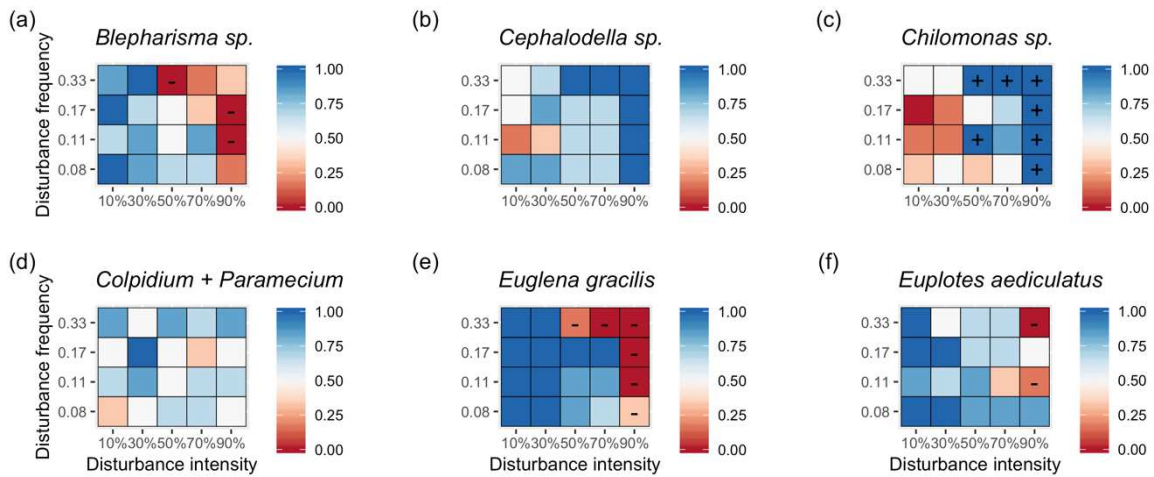 (a) Blepharisma sp.
Disturbance frequency
0.33
0.17
0.11
0.08
- - -
10% 30% 50% 70% 90%
1.00
0.75
0.50
0.25
0.00
(b) Cephalodella sp.
0.33
0.17
0.11
0.08
10% 30% 50% 70% 90%
1.00
0.75
0.50
0.25
0.00
(c) Chilomonas sp.
0.33 + + +
0.17 +
0.11 + +
0.08 +
10% 30% 50% 70% 90%
1.00
0.75
0.50
0.25
0.00
(d) Colpidium + Paramecium
Disturbance frequency
0.33
0.17
0.11
0.08
10% 30% 50% 70% 90%
Disturbance intensity
1.00
0.75
0.50
0.25
0.00
(e) Euglena gracilis
0.33 - - -
0.17 -
0.11 -
0.08 -
10% 30% 50% 70% 90%
Disturbance intensity
1.00
0.75
0.50
0.25
0.00
(f) Euplotes aediculatus
0.33 -
0.17
0.11 -
0.08
10% 30% 50% 70% 90%
Disturbance intensity
1.00
0.75
0.50
0.25
0.00